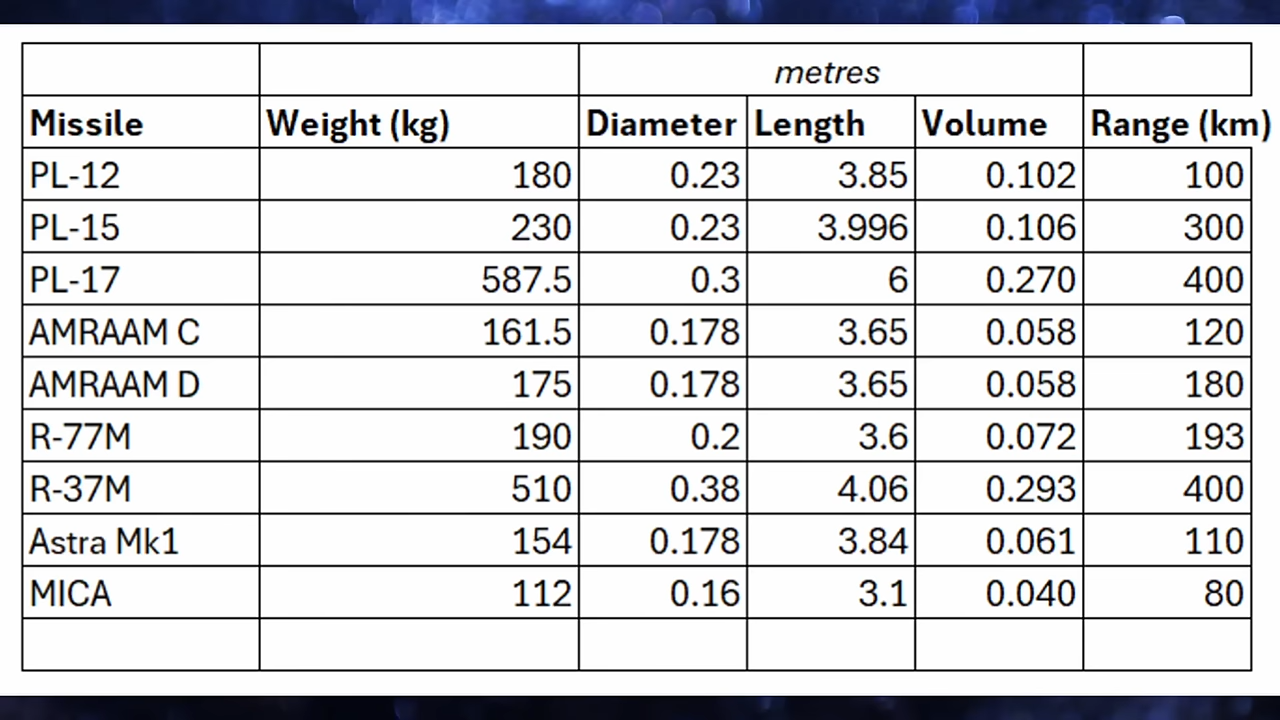 metres
Missile Weight (kg) Diameter Length Volume Range (km)
PL-12 180 0.23 3.85 0.102 100
PL-15 230 0.23 3.996 0.106 300
PL-17 587.5 0.3 6 0.270 400
AMRAAM C 161.5 0.178 3.65 0.058 120
AMRAAM D 175 0.178 3.65 0.058 180
R-77M 190 0.2 3.6 0.072 193
R-37M 510 0.38 4.06 0.293 400
Astra Mk1 154 0.178 3.84 0.061 110
MICA 112 0.16 3.1 0.040 80